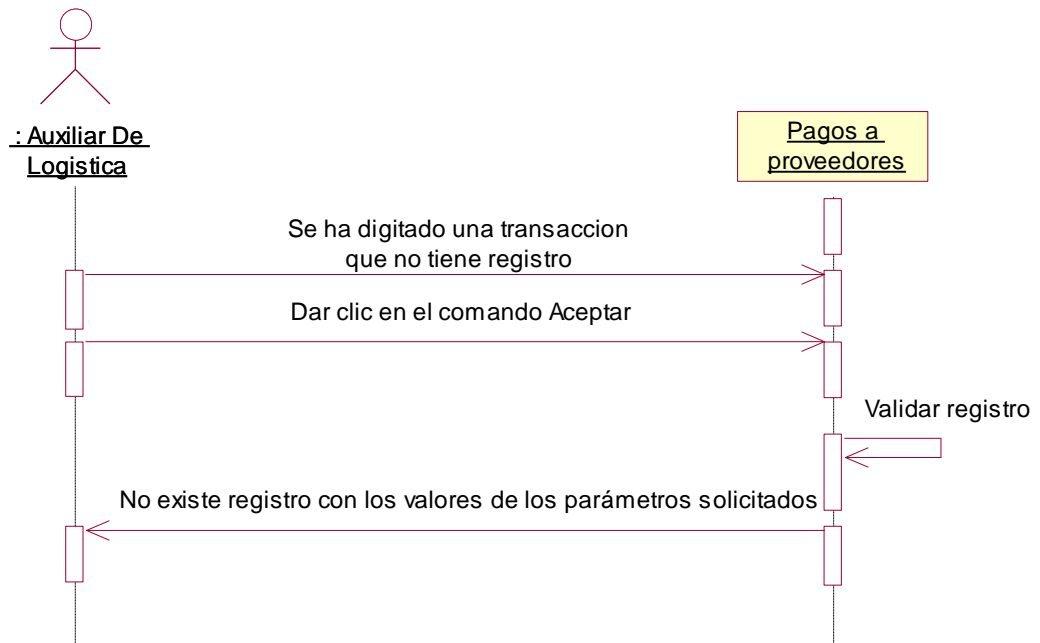 : Auxiliar De
Logistica
Pagos a
proveedores
Se ha digitado una transaccion
que no tiene registro
Dar clic en el comando Aceptar
Validar registro
No existe registro con los valores de los parámetros solicitados